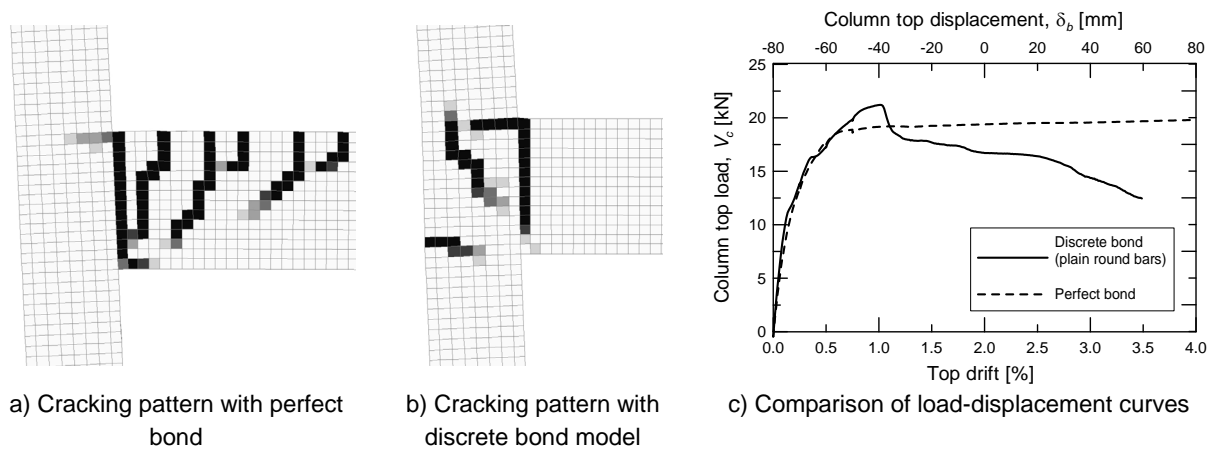 Column top displacement, δb [mm]
-80 -60 -40 -20 0 20 40 60 80
25
20
15
10
5
0
Column top load, Vc [kN]
Discrete bond
(plain round bars)
Perfect bond
0.0 0.5 1.0 1.5 2.0 2.5 3.0 3.5 4.0
Top drift [%]
a) Cracking pattern with perfect
bond
b) Cracking pattern with
discrete bond model
c) Comparison of load-displacement curves